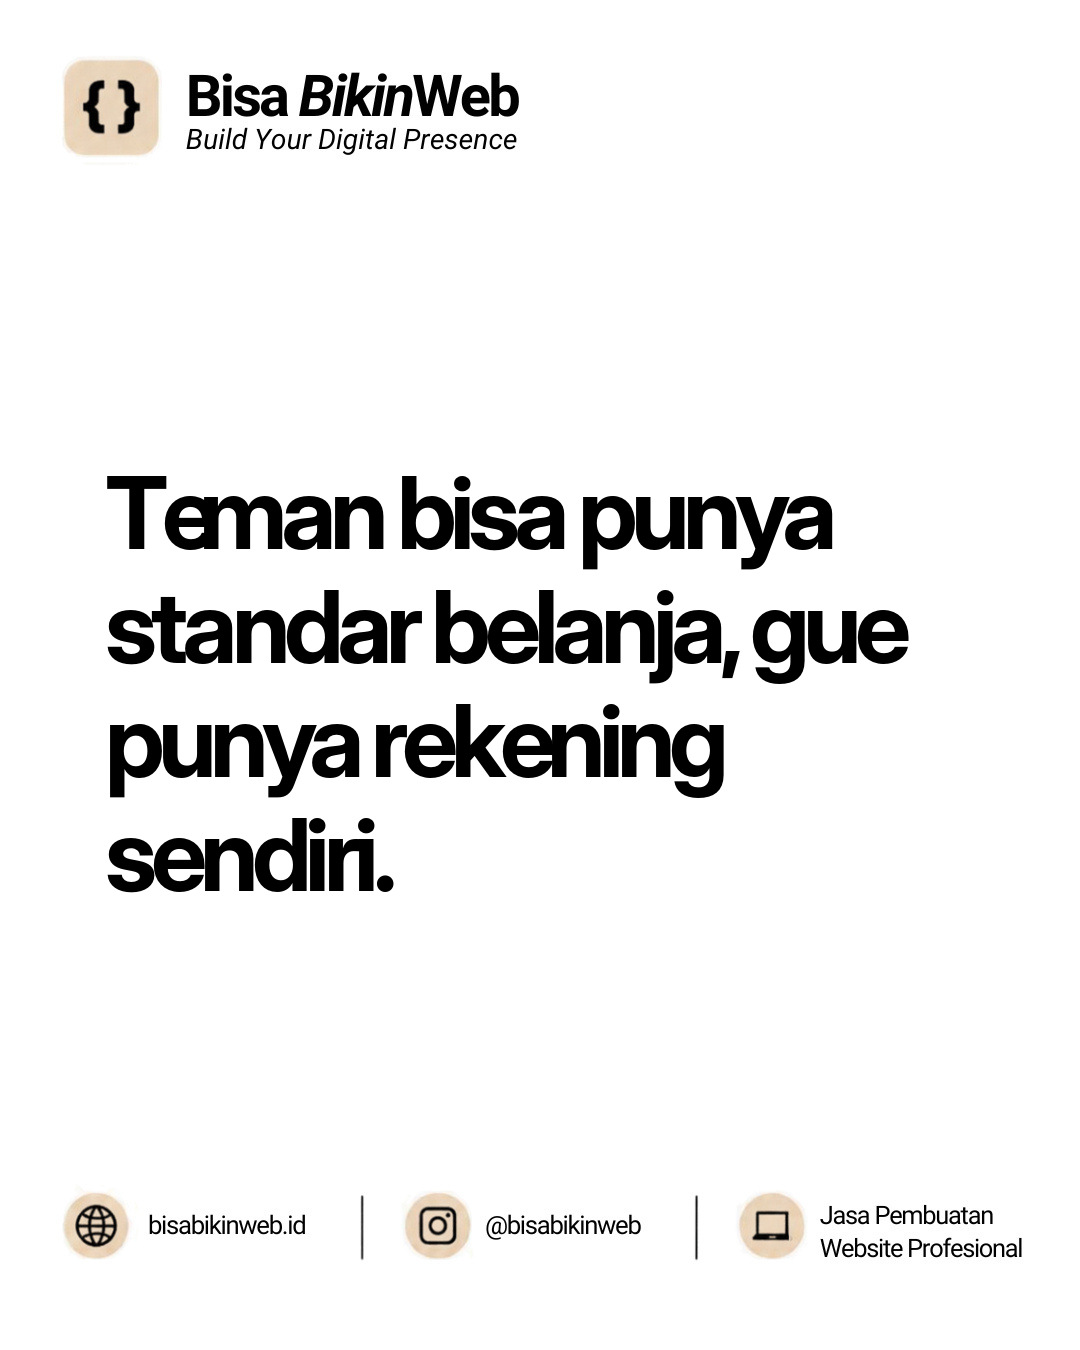 { }
Bisa BikinWeb
Build Your Digital Presence
Teman bisa punya
standar belanja, gue
punya rekening
sendiri.
bisabikinweb.id
@bisabikinweb
Jasa Pembuatan
Website Profesional